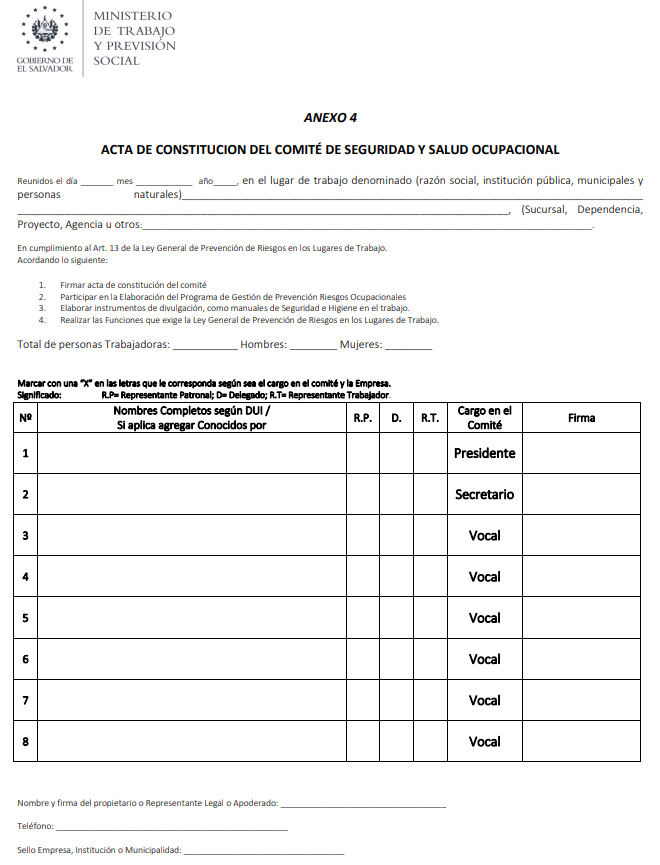 MINISTERIO
DE TRABAJO
Y PREVISIÓN
SOCIAL
GOBIERNO DE
EL SALVADOR
ANEXO 4
ACTA DE CONSTITUCION DEL COMITÉ DE SEGURIDAD Y SALUD OCUPACIONAL
Reunidos el día _______ mes ____________ año_____, en el lugar de trabajo denominado (razón social, institución pública, municipales y
personas naturales)____________________________________________
____________________________________________, (Sucursal, Dependencia,
Proyecto, Agencia u otros:____________________________________________.
En cumplimiento al Art. 13 de la Ley General de Prevención de Riesgos en los Lugares de Trabajo.
Acordando lo siguiente:
1. Firmar acta de constitución del comité
2. Participar en la Elaboración del Programa de Gestión de Prevención Riesgos Ocupacionales
3. Elaborar instrumentos de divulgación, como manuales de Seguridad e Higiene en el trabajo.
4. Realizar las Funciones que exige la Ley General de Prevención de Riesgos en los Lugares de Trabajo.
Total de personas Trabajadoras: ___________ Hombres: ________ Mujeres: ________
Marcar con una “X” en las letras que le corresponda según sea el cargo en el comité y la Empresa.
Significado: R.P= Representante Patronal; D= Delegado; R.T= Representante Trabajador.
Nº Nombres Completos según DUI / Si aplica agregar Conocidos por R.P. D. R.T. Cargo en el Comité Firma
1 Presidente
2 Secretario
3 Vocal
4 Vocal
5 Vocal
6 Vocal
7 Vocal
8 Vocal
Nombre y firma del propietario o Representante Legal o Apoderado: ________________________________
Teléfono: ____________________________________________
Sello Empresa, Institución o Municipalidad: ________________________________